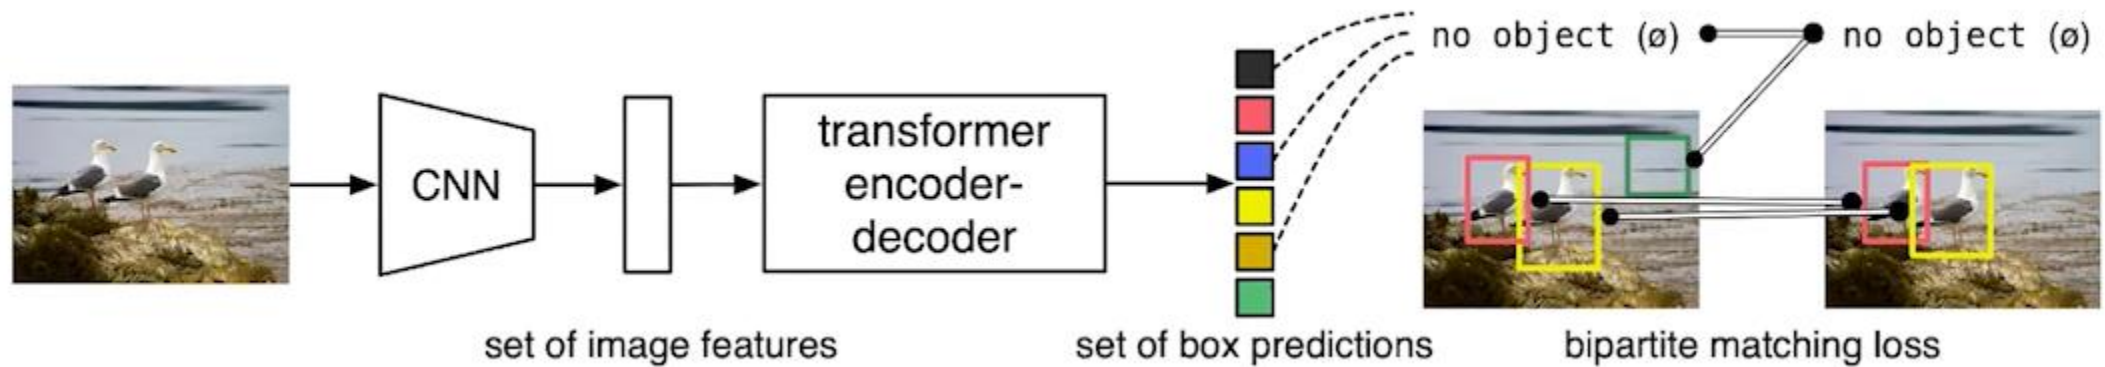 no object (ø)
no object (ø)
CNN
transformer
encoder-
decoder
set of image features
set of box predictions
bipartite matching loss